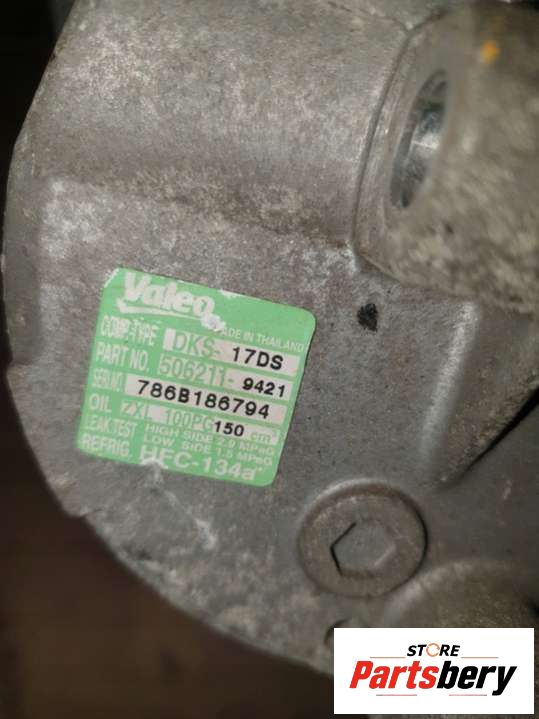 Valeo
MADE IN THAILAND
COMP. TYPE DKS- 17DS
PART NO. 506211- 9421
SERI.NO. 786B186794
OIL ZXL 100PG 150 cm³
LEAK TEST HIGH SIDE 2.9 MPaG
LOW SIDE 1.5 MPaG
REFRIG. HFC-134a
STORE
Partsbery